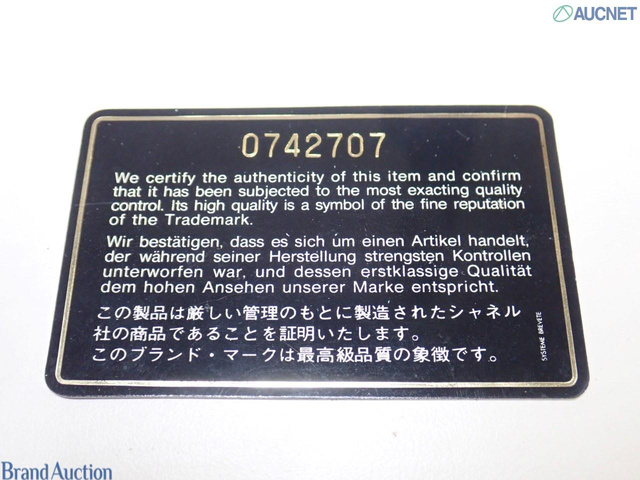 AUCNET
0742707
We certify the authenticity of this item and confirm
that it has been subjected to the most exacting quality
control. Its high quality is a symbol of the fine reputation
of the Trademark.
Wir bestätigen, dass es sich um einen Artikel handelt,
der während seiner Herstellung strengsten Kontrollen
unterworfen war, und dessen erstklassige Qualität
dem hohen Ansehen unserer Marke entspricht.
この製品は厳しい管理のもとに製造されたシャネル
社の商品であることを証明いたします。
このブランド・マークは最高級品質の象徴です。
SYSTEME BREVETE
Brand Auction